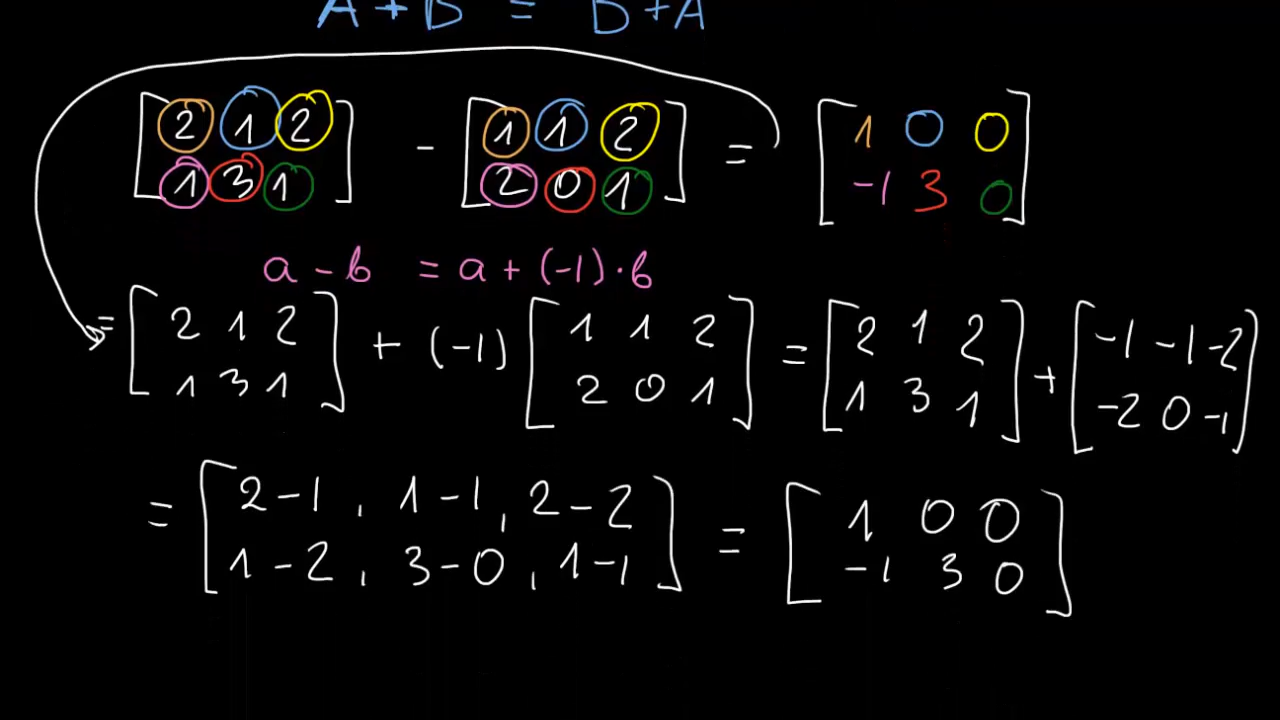 A + B = B + A
[ 2 1 2 ] - [ 1 1 2 ] = [ 1 0 0 ]
[ 1 3 1 ] [ 2 0 1 ] [ -1 3 0 ]
a - b = a + (-1) · b
= [ 2 1 2 ] + (-1) [ 1 1 2 ] = [ 2 1 2 ] + [ -1 -1 -2 ]
[ 1 3 1 ] [ 2 0 1 ] [ 1 3 1 ] [ -2 0 -1 ]
= [ 2-1 , 1-1 , 2-2 ] = [ 1 0 0 ]
[ 1-2 , 3-0 , 1-1 ] [ -1 3 0 ]